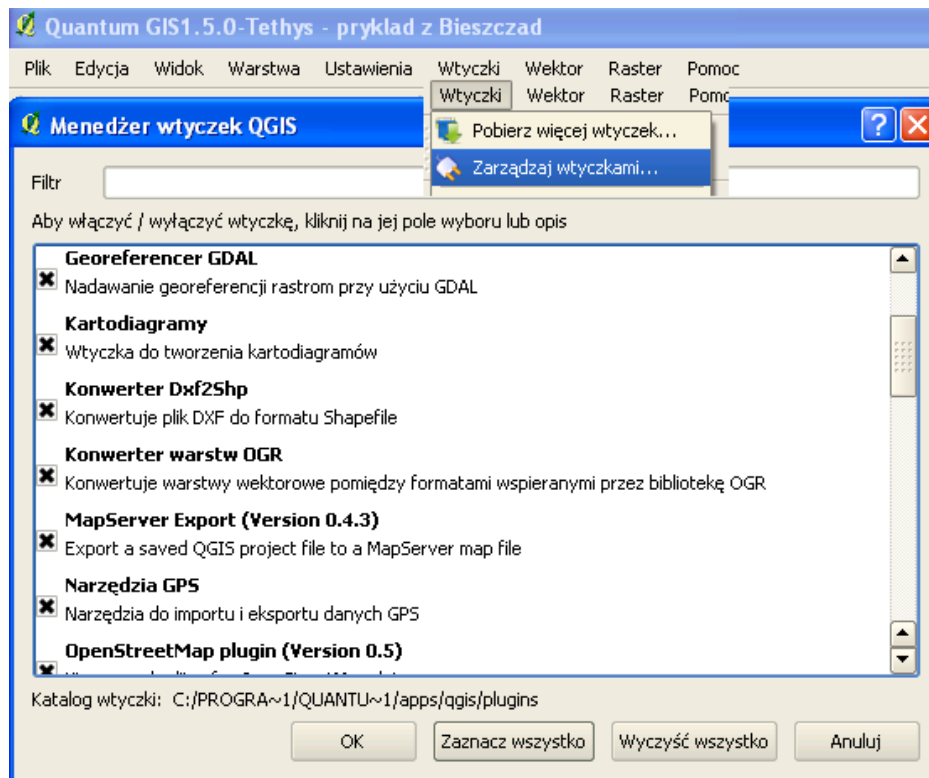 Quantum GIS1.5.0-Tethys - pryklad z Bieszczad
Plik Edycja Widok Warstwa Ustawienia Wtyczki Wektor Raster Pomoc
Wtyczki Wektor Raster Pomo
Menedżer wtyczek QGIS
Pobierz więcej wtyczek...
Zarządzaj wtyczkami...
Filtr
Aby włączyć / wyłączyć wtyczkę, kliknij na jej pole wyboru lub opis
Georeferencer GDAL
Nadawanie georeferencji rastrom przy użyciu GDAL
Kartodiagramy
Wtyczka do tworzenia kartodiagramów
Konwerter Dxf2Shp
Konwertuje plik DXF do formatu Shapefile
Konwerter warstw OGR
Konwertuje warstwy wektorowe pomiędzy formatami wspieranymi przez bibliotekę OGR
MapServer Export (Version 0.4.3)
Export a saved QGIS project file to a MapServer map file
Narzędzia GPS
Narzędzia do importu i eksportu danych GPS
OpenStreetMap plugin (Version 0.5)
Katalog wtyczki: C:/PROGRA~1/QUANTU~1/apps/qgis/plugins
OK Zaznacz wszystko Wyczyść wszystko Anuluj